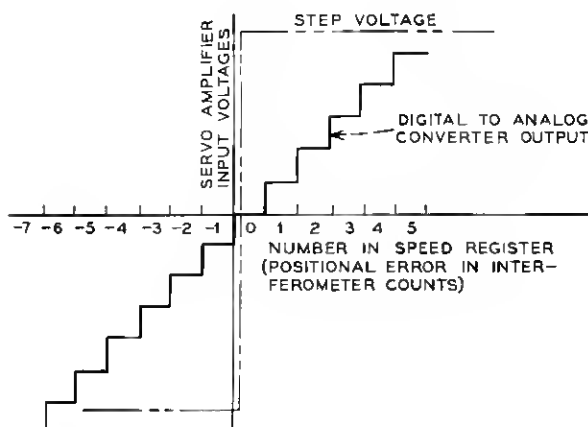 STEP VOLTAGE
SERVO AMPLIFIER
INPUT VOLTAGES
DIGITAL TO ANALOG
CONVERTER OUTPUT
-7 -6 -5 -4 -3 -2 -1 0 1 2 3 4 5
NUMBER IN SPEED REGISTER
(POSITIONAL ERROR IN INTER-
FEROMETER COUNTS)